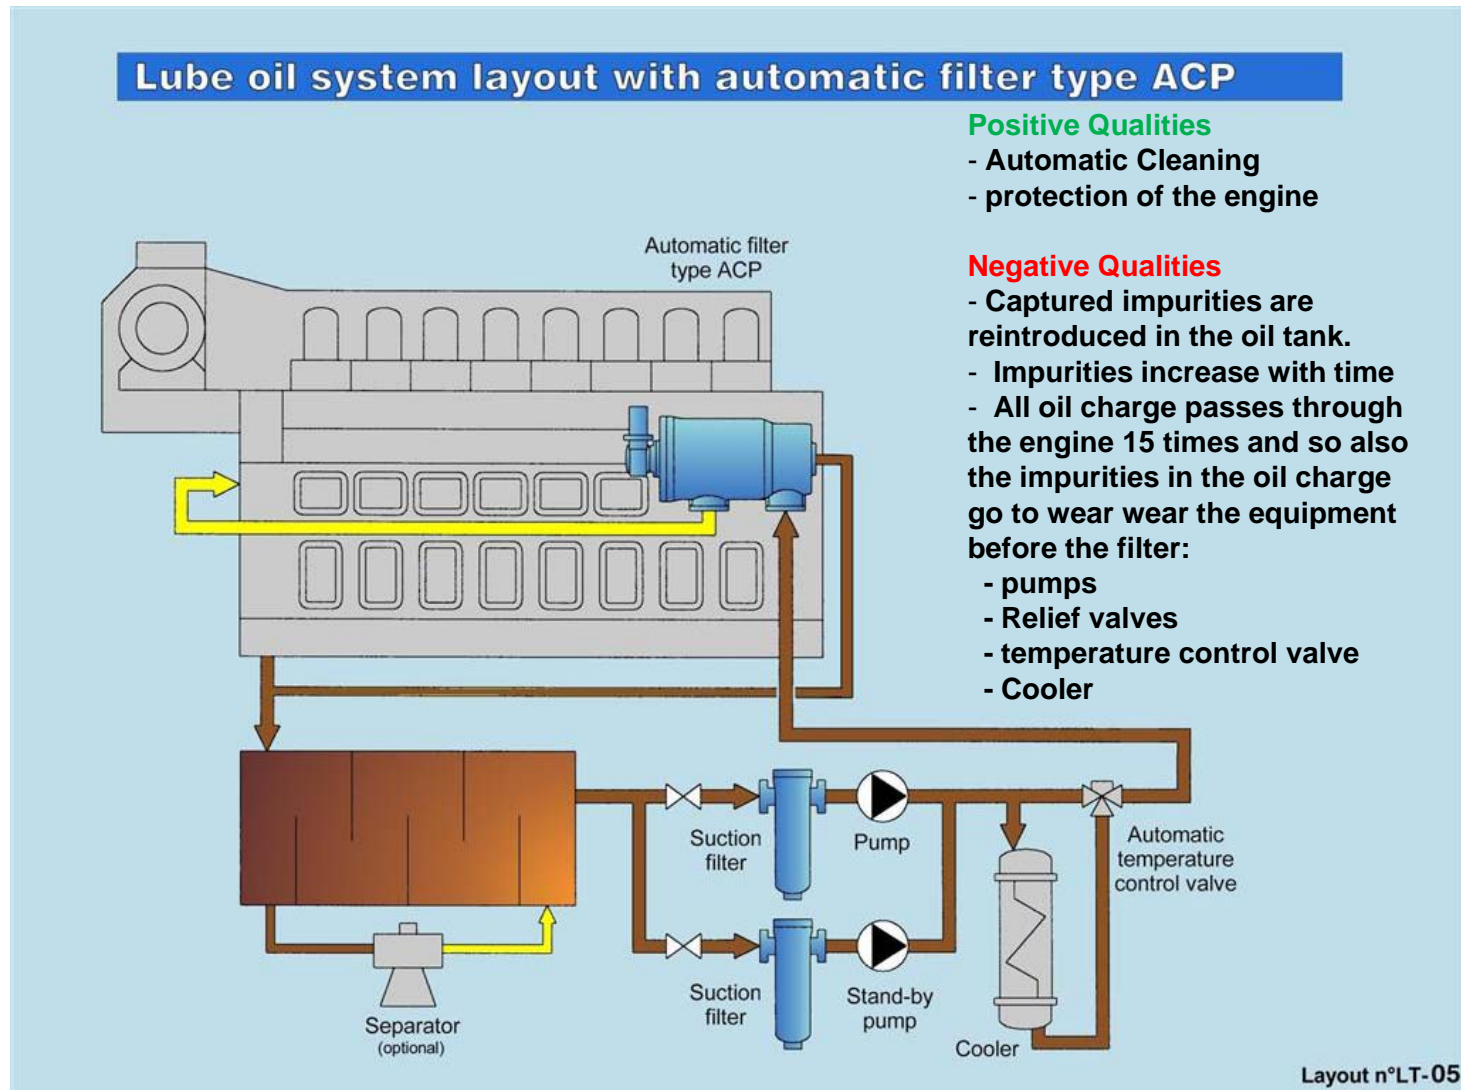 Lube oil system layout with automatic filter type ACP
Positive Qualities
- Automatic Cleaning
- protection of the engine
Negative Qualities
- Captured impurities are
reintroduced in the oil tank.
- Impurities increase with time
- All oil charge passes through
the engine 15 times and so also
the impurities in the oil charge
go to wear wear the equipment
before the filter:
- pumps
- Relief valves
- temperature control valve
- Cooler
Automatic filter
type ACP
Suction
filter
Pump
Automatic
temperature
control valve
Separator
(optional)
Suction
filter
Stand-by
pump
Cooler
Layout n°LT-05